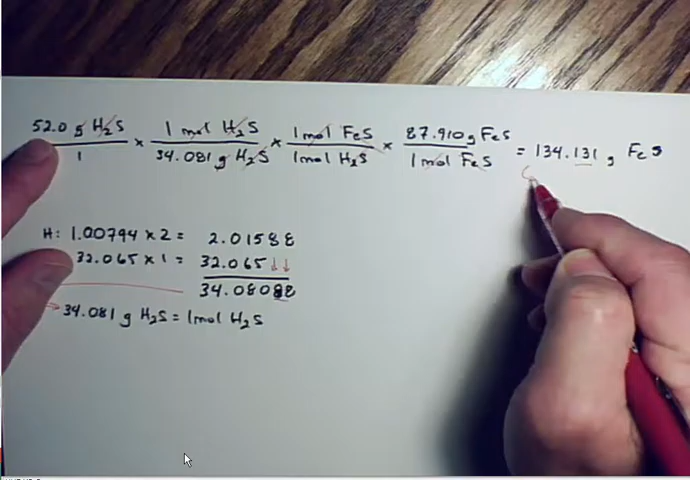 52.0 g H₂S / 1 × 1 mol H₂S / 34.081 g H₂S × 1 mol FeS / 1 mol H₂S × 87.910 g FeS / 1 mol FeS = 134.131 g FeS
H: 1.00794 × 2 = 2.01588
32.065 × 1 = 32.065 ↓↓
34.08088
34.081 g H₂S = 1 mol H₂S